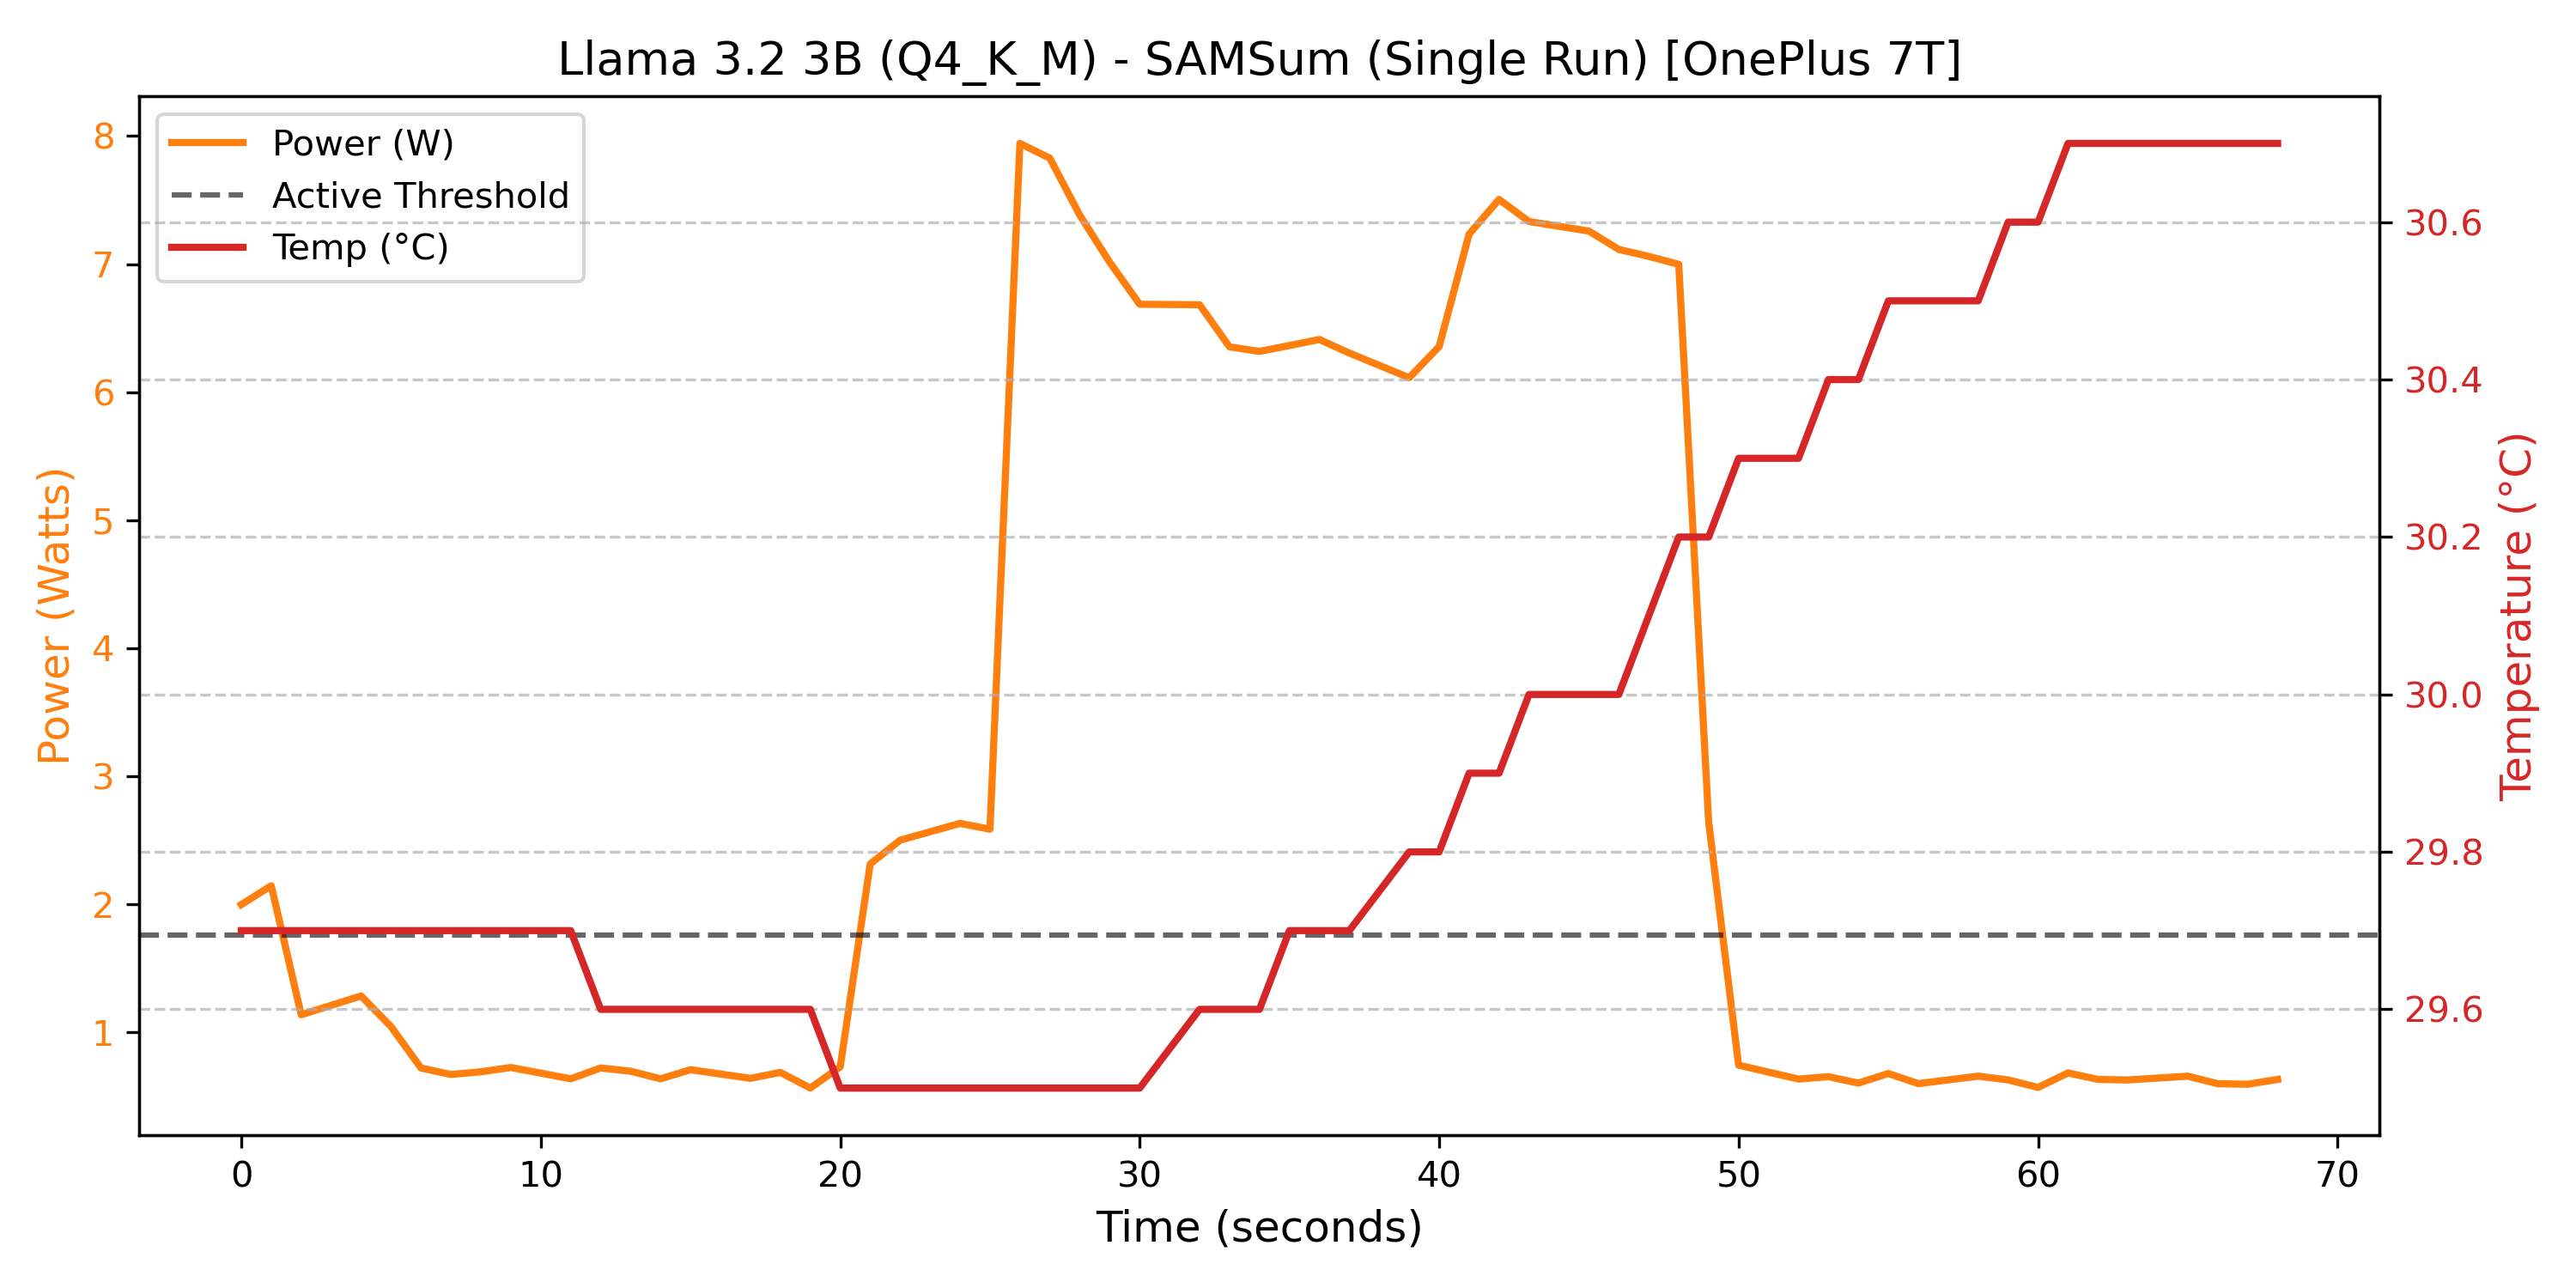 Llama 3.2 3B (Q4_K_M) - SAMSum (Single Run) [OnePlus 7T]
Power (W)
Active Threshold
Temp (°C)
Power (Watts)
8
7
6
5
4
3
2
1
Temperature (°C)
30.6
30.4
30.2
30.0
29.8
29.6
0 10 20 30 40 50 60 70
Time (seconds)